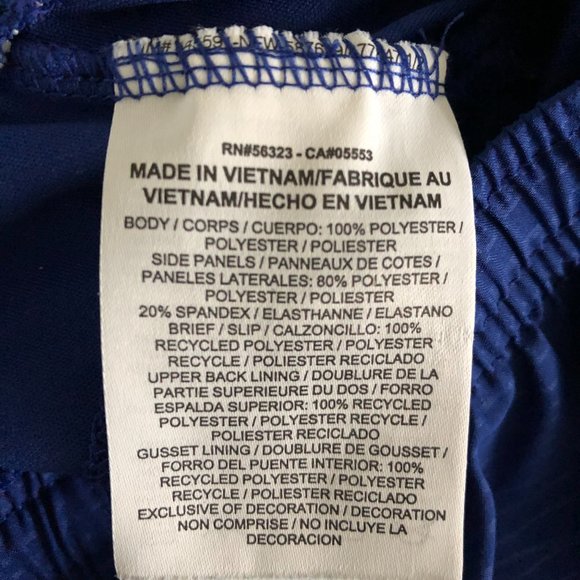 RN#56323 - CA#05553
MADE IN VIETNAM/FABRIQUE AU
VIETNAM/HECHO EN VIETNAM
BODY / CORPS / CUERPO: 100% POLYESTER /
POLYESTER / POLIESTER
SIDE PANELS / PANNEAUX DE COTES /
PANELES LATERALES: 80% POLYESTER /
POLYESTER / POLIESTER
20% SPANDEX / ELASTHANNE / ELASTANO
BRIEF / SLIP / CALZONCILLO: 100%
RECYCLED POLYESTER / POLYESTER
RECYCLE / POLIESTER RECICLADO
UPPER BACK LINING / DOUBLURE DE LA
PARTIE SUPERIEURE DU DOS / FORRO
ESPALDA SUPERIOR: 100% RECYCLED
POLYESTER / POLYESTER RECYCLE /
POLIESTER RECICLADO
GUSSET LINING / DOUBLURE DE GOUSSET /
FORRO DEL PUENTE INTERIOR: 100%
RECYCLED POLYESTER / POLYESTER
RECYCLE / POLIESTER RECICLADO
EXCLUSIVE OF DECORATION / DECORATION
NON COMPRISE / NO INCLUYE LA
DECORACION